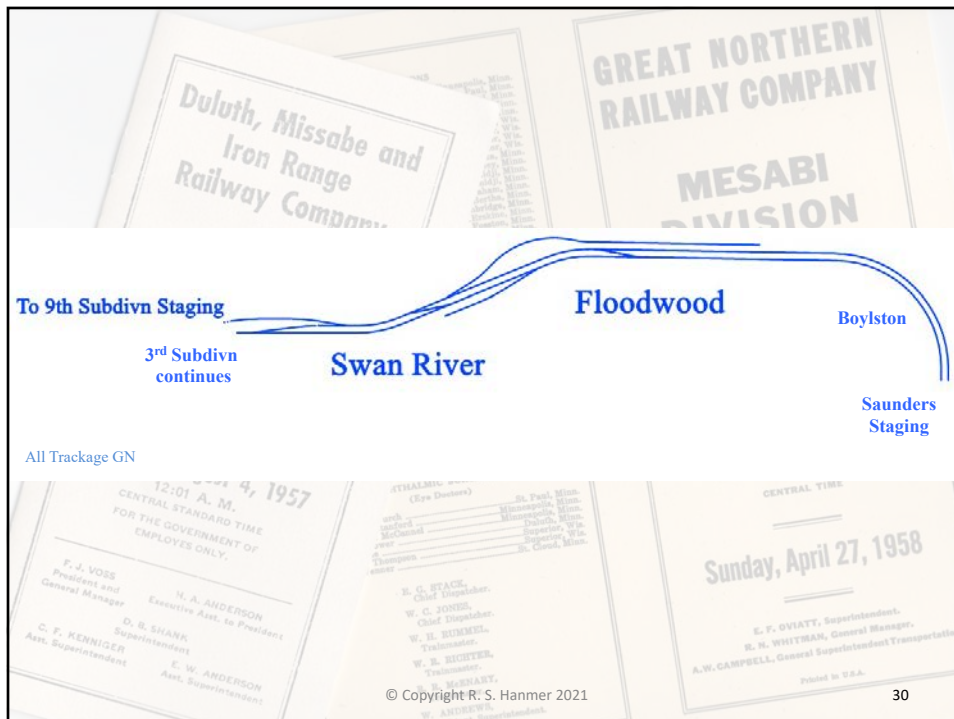 Duluth, Missabe and
Iron Range
Railway Company
GREAT NORTHERN
RAILWAY COMPANY
MESABI
DIVISION
To 9th Subdivn Staging
3rd Subdivn
continues
Swan River
Floodwood
Boylston
Saunders
Staging
All Trackage GN
4, 1957
12:01 A. M.
CENTRAL STANDARD TIME
FOR THE GOVERNMENT OF
EMPLOYES ONLY.
F. J. VOSS
President and
General Manager
H. A. ANDERSON
Executive Asst. to President
D. B. SHANK
Superintendent
C. F. KENNIGER
Asst. Superintendent
E. W. ANDERSON
Asst. Superintendent
(Eye Doctors)
St. Paul, Minn.
Minneapolis, Minn.
Minneapolis, Minn.
Duluth, Minn.
Superior, Wis.
Thompson Superior, Wis.
St. Cloud, Minn.
E. G. STACK,
Chief Dispatcher.
W. C. JONES,
Chief Dispatcher.
W. H. RUMMEL,
Trainmaster.
W. E. RICHTER,
Trainmaster.
W. ANDREWS,
CENTRAL TIME
Sunday, April 27, 1958
E. F. OVIATT, Superintendent.
R. N. WHITMAN, General Manager.
A.W. CAMPBELL, General Superintendent Transportation
Printed in U.S.A.
© Copyright R. S. Hanmer 2021
30